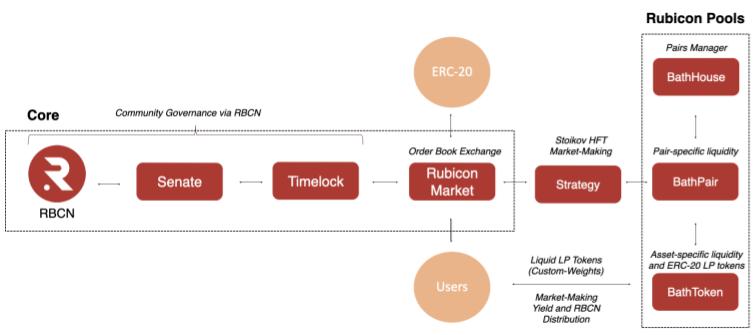 Rubicon Pools
Pairs Manager
BathHouse
ERC-20
Core
Community Governance via RBCN
Order Book Exchange
Stoikov HFT
Market-Making
Pair-specific liquidity
RBCN
Senate
Timelock
Rubicon
Market
Strategy
BathPair
Asset-specific liquidity
and ERC-20 LP tokens
BathToken
Users
Liquid LP Tokens
(Custom-Weights)
Market-Making
Yield and RBCN
Distribution